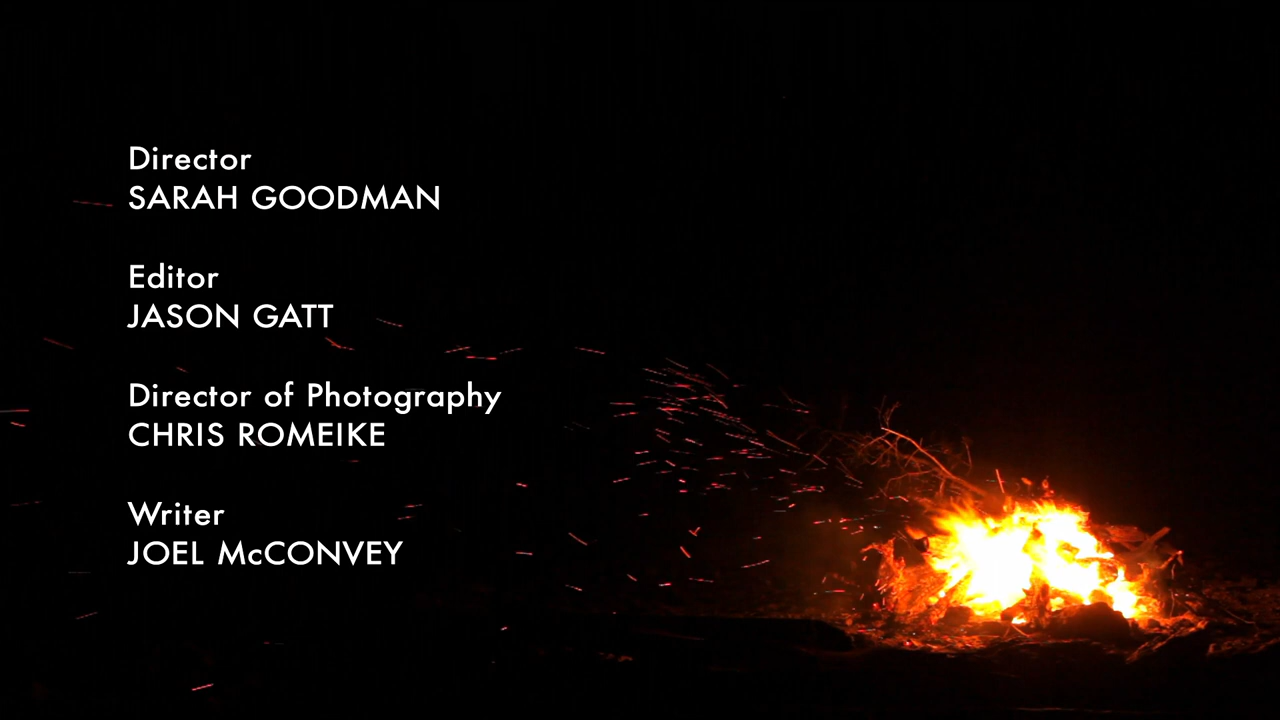 Director
SARAH GOODMAN
Editor
JASON GATT
Director of Photography
CHRIS ROMEIKE
Writer
JOEL McCONVEY